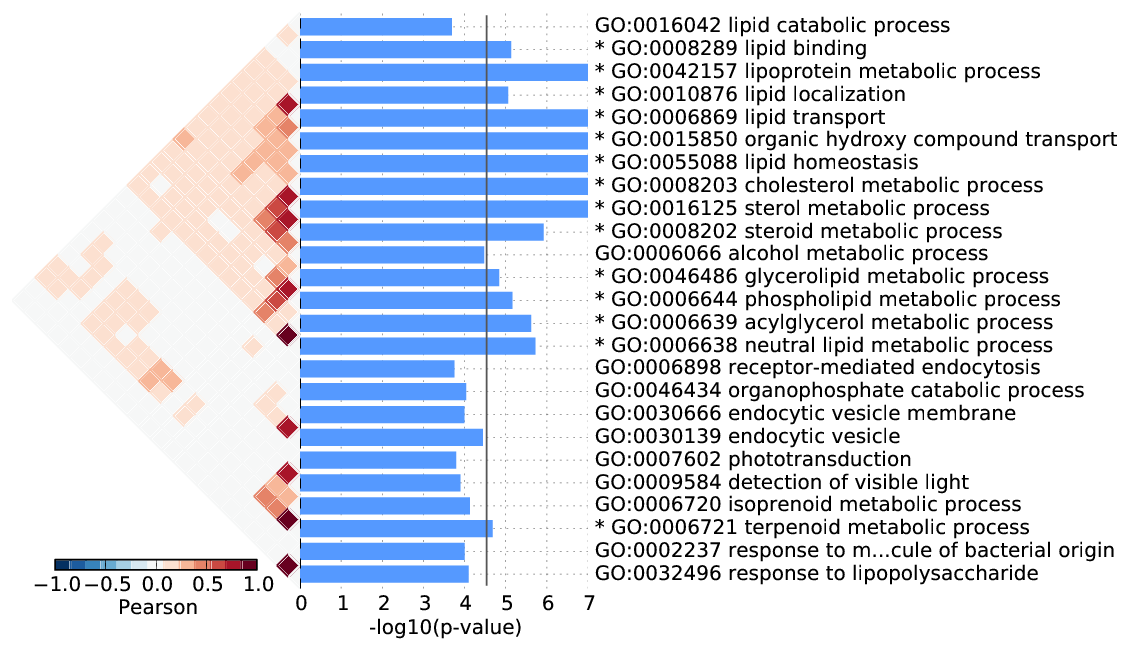 GO:0016042 lipid catabolic process
* GO:0008289 lipid binding
* GO:0042157 lipoprotein metabolic process
* GO:0010876 lipid localization
* GO:0006869 lipid transport
* GO:0015850 organic hydroxy compound transport
* GO:0055088 lipid homeostasis
* GO:0008203 cholesterol metabolic process
* GO:0016125 sterol metabolic process
* GO:0008202 steroid metabolic process
GO:0006066 alcohol metabolic process
* GO:0046486 glycerolipid metabolic process
* GO:0006644 phospholipid metabolic process
* GO:0006639 acylglycerol metabolic process
* GO:0006638 neutral lipid metabolic process
GO:0006898 receptor-mediated endocytosis
GO:0046434 organophosphate catabolic process
GO:0030666 endocytic vesicle membrane
GO:0030139 endocytic vesicle
GO:0007602 phototransduction
GO:0009584 detection of visible light
GO:0006720 isoprenoid metabolic process
* GO:0006721 terpenoid metabolic process
GO:0002237 response to m...cule of bacterial origin
GO:0032496 response to lipopolysaccharide
−1.0 −0.5 0.0 0.5 1.0
Pearson
0 1 2 3 4 5 6 7
-log10(p-value)